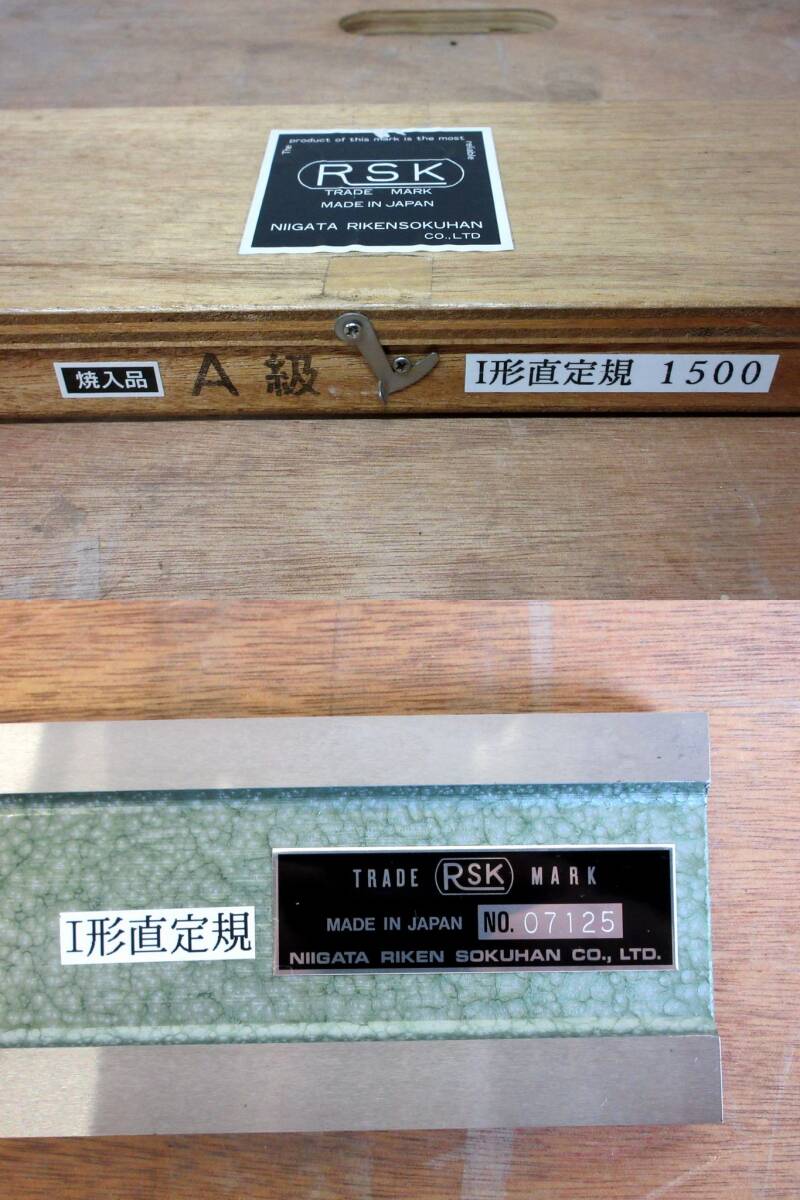 The product of this mark is the most reliable
RSK
TRADE MARK
MADE IN JAPAN
NIIGATA RIKENSOKUHAN
CO.,LTD
焼入品
A級
I形直定規 1500
TRADE RSK MARK
MADE IN JAPAN NO. 07125
NIIGATA RIKEN SOKUHAN CO., LTD.
I形直定規